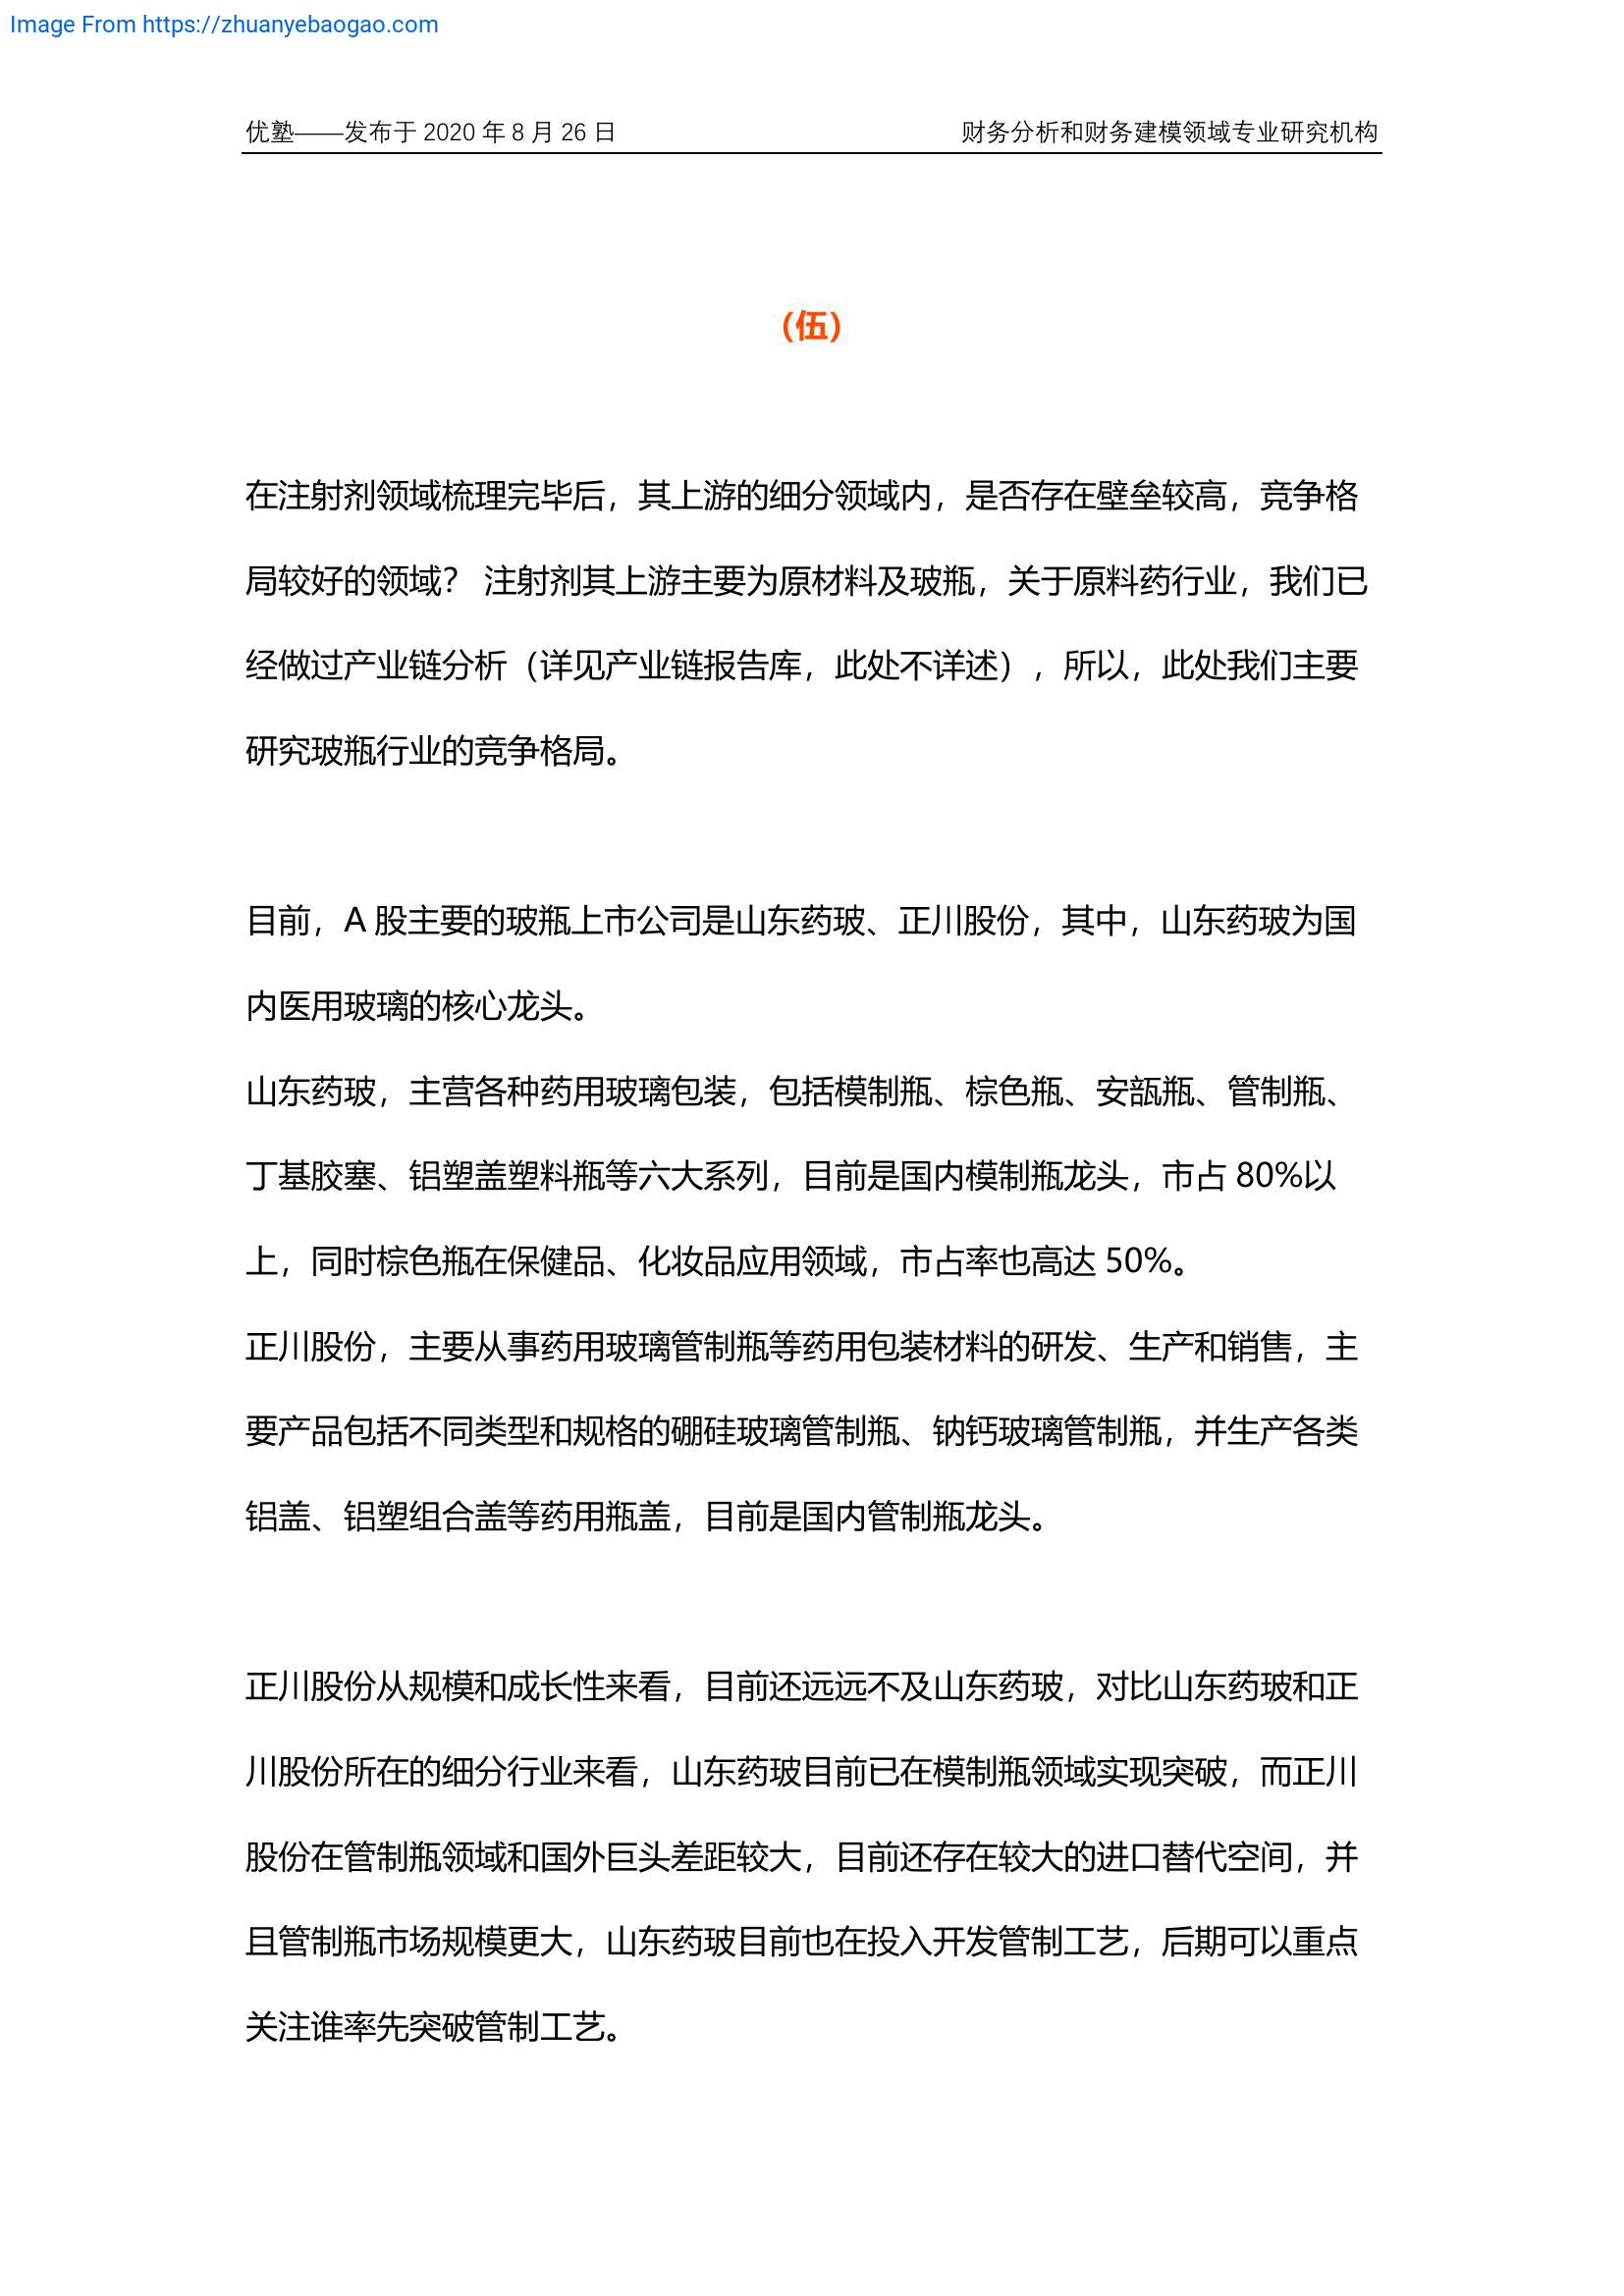 Image From https://zhuanyebaogao.com
优塾——发布于 2020 年 8 月 26 日 财务分析和财务建模领域专业研究机构
（伍）
在注射剂领域梳理完毕后，其上游的细分领域内，是否存在壁垒较高，竞争格
局较好的领域？ 注射剂其上游主要为原材料及玻瓶，关于原料药行业，我们已
经做过产业链分析（详见产业链报告库，此处不详述），所以，此处我们主要
研究玻瓶行业的竞争格局。
目前，A 股主要的玻瓶上市公司是山东药玻、正川股份，其中，山东药玻为国
内医用玻璃的核心龙头。
山东药玻，主营各种药用玻璃包装，包括模制瓶、棕色瓶、安瓿瓶、管制瓶、
丁基胶塞、铝塑盖塑料瓶等六大系列，目前是国内模制瓶龙头，市占 80%以
上，同时棕色瓶在保健品、化妆品应用领域，市占率也高达 50%。
正川股份，主要从事药用玻璃管制瓶等药用包装材料的研发、生产和销售，主
要产品包括不同类型和规格的硼硅玻璃管制瓶、钠钙玻璃管制瓶，并生产各类
铝盖、铝塑组合盖等药用瓶盖，目前是国内管制瓶龙头。
正川股份从规模和成长性来看，目前还远远不及山东药玻，对比山东药玻和正
川股份所在的细分行业来看，山东药玻目前已在模制瓶领域实现突破，而正川
股份在管制瓶领域和国外巨头差距较大，目前还存在较大的进口替代空间，并
且管制瓶市场规模更大，山东药玻目前也在投入开发管制工艺，后期可以重点
关注谁率先突破管制工艺。